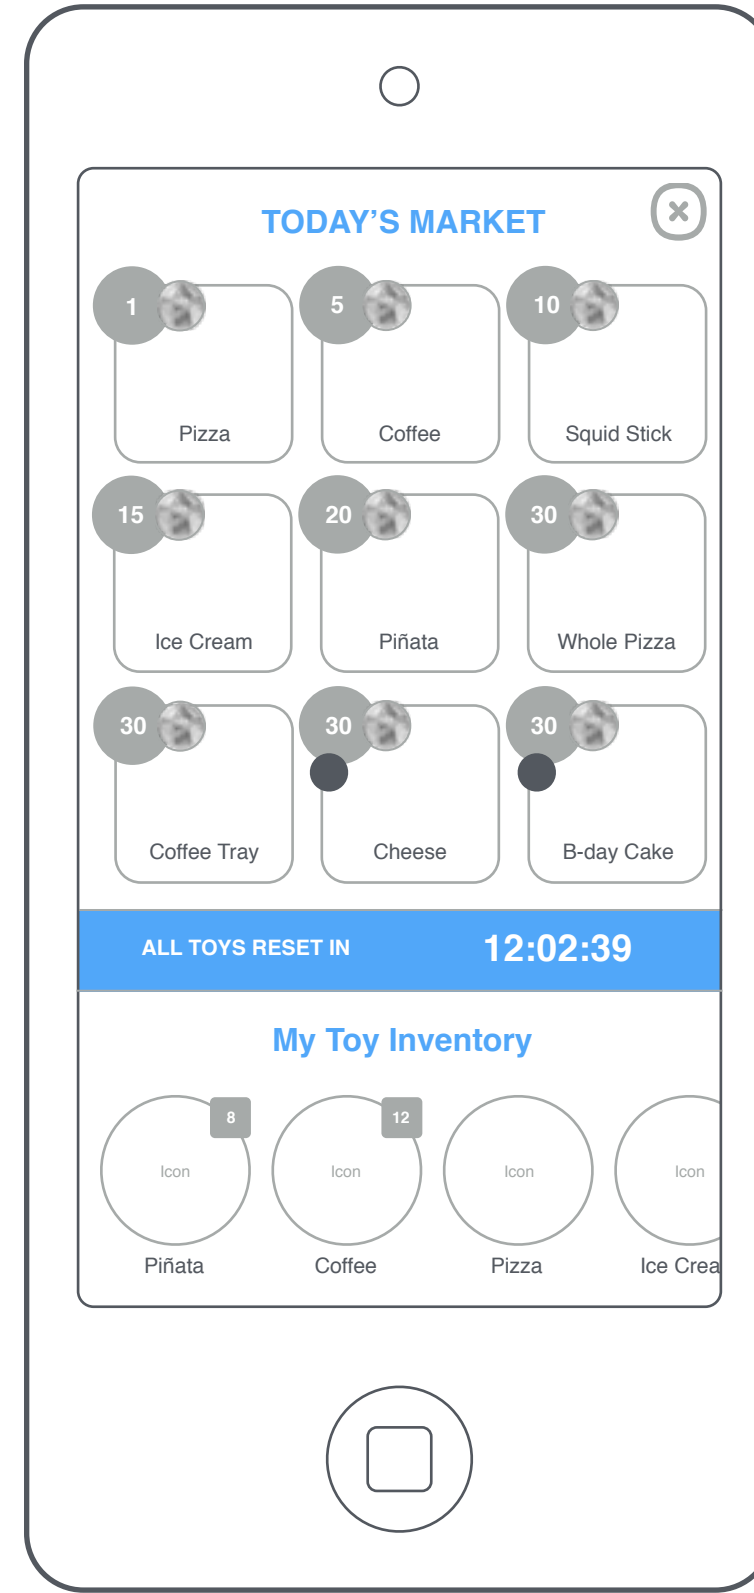 TODAY’S MARKET
1
5
10
Pizza
Coffee
Squid Stick
15
20
30
Ice Cream
Piñata
Whole Pizza
30
30
30
Coffee Tray
Cheese
B-day Cake
ALL TOYS RESET IN
12:02:39
My Toy Inventory
8
12
Icon
Icon
Icon
Icon
Piñata
Coffee
Pizza
Ice Crea